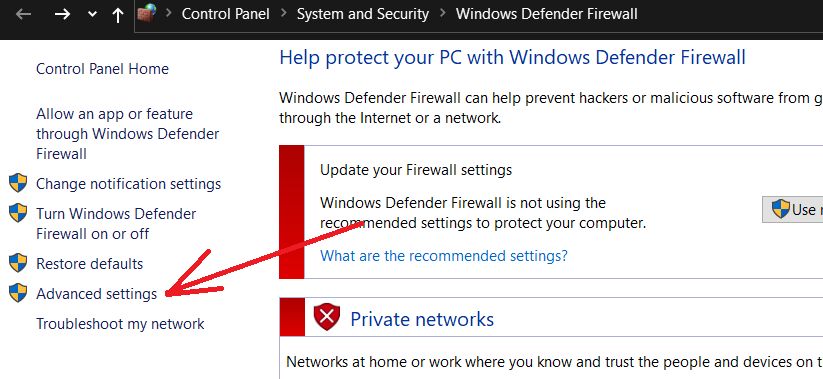 Control Panel > System and Security > Windows Defender Firewall
Control Panel Home
Allow an app or feature
through Windows Defender
Firewall
Change notification settings
Turn Windows Defender
Firewall on or off
Restore defaults
Advanced settings
Troubleshoot my network
Help protect your PC with Windows Defender Firewall
Windows Defender Firewall can help prevent hackers or malicious software from g
through the Internet or a network.
Update your Firewall settings
Windows Defender Firewall is not using the
recommended settings to protect your computer.
Use
What are the recommended settings?
Private networks
Networks at home or work where you know and trust the people and devices on t